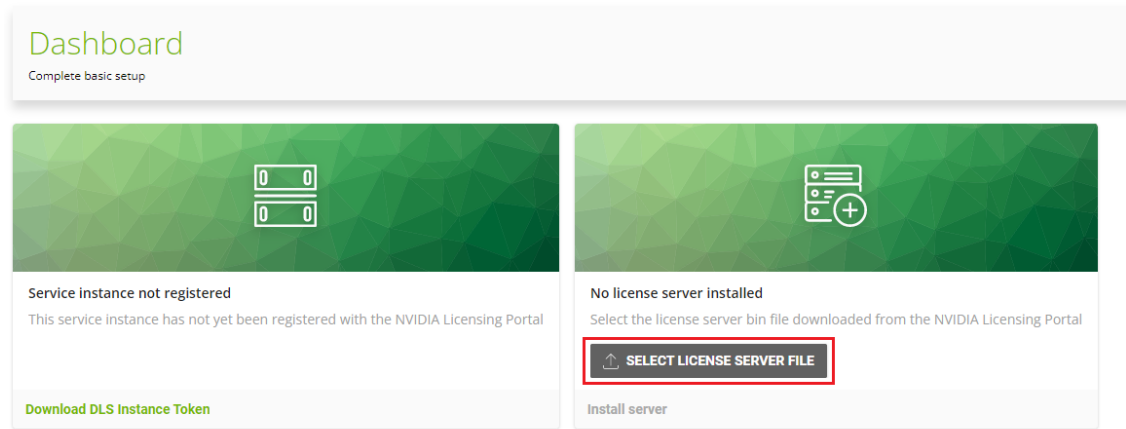 Dashboard
Complete basic setup
Service instance not registered
This service instance has not yet been registered with the NVIDIA Licensing Portal
Download DLS Instance Token
No license server installed
Select the license server bin file downloaded from the NVIDIA Licensing Portal
SELECT LICENSE SERVER FILE
Install server